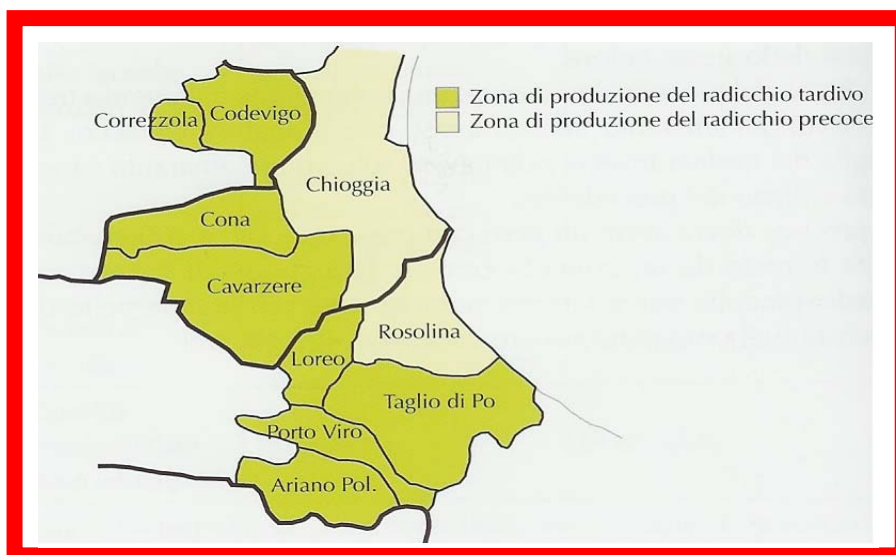 Zona di produzione del radicchio tardivo
Zona di produzione del radicchio precoce
Correzzola
Codevigo
Chioggia
Cona
Cavarzere
Rosolina
Loreo
Taglio di Po
Porto Viro
Ariano Pol.